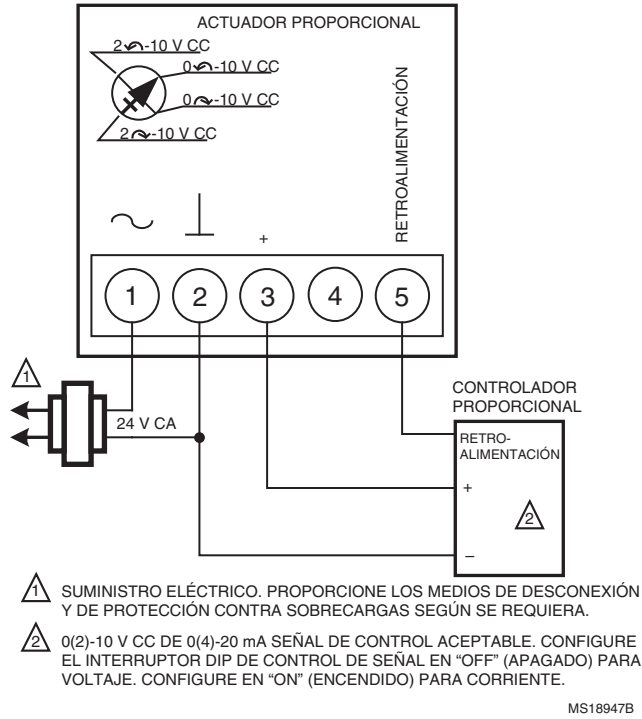 ACTUADOR PROPORCIONAL
2 -10 V CC
0 -10 V CC
0 -10 V CC
2 -10 V CC
RETROALIMENTACIÓN
+
1 2 3 4 5
1
24 V CA
CONTROLADOR
PROPORCIONAL
RETRO-
ALIMENTACIÓN
+
2
–
1 SUMINISTRO ELÉCTRICO. PROPORCIONE LOS MEDIOS DE DESCONEXIÓN
Y DE PROTECCIÓN CONTRA SOBRECARGAS SEGÚN SE REQUIERA.
2 0(2)-10 V CC DE 0(4)-20 mA SEÑAL DE CONTROL ACEPTABLE. CONFIGURE
EL INTERRUPTOR DIP DE CONTROL DE SEÑAL EN “OFF” (APAGADO) PARA
VOLTAJE. CONFIGURE EN “ON” (ENCENDIDO) PARA CORRIENTE.
MS18947B